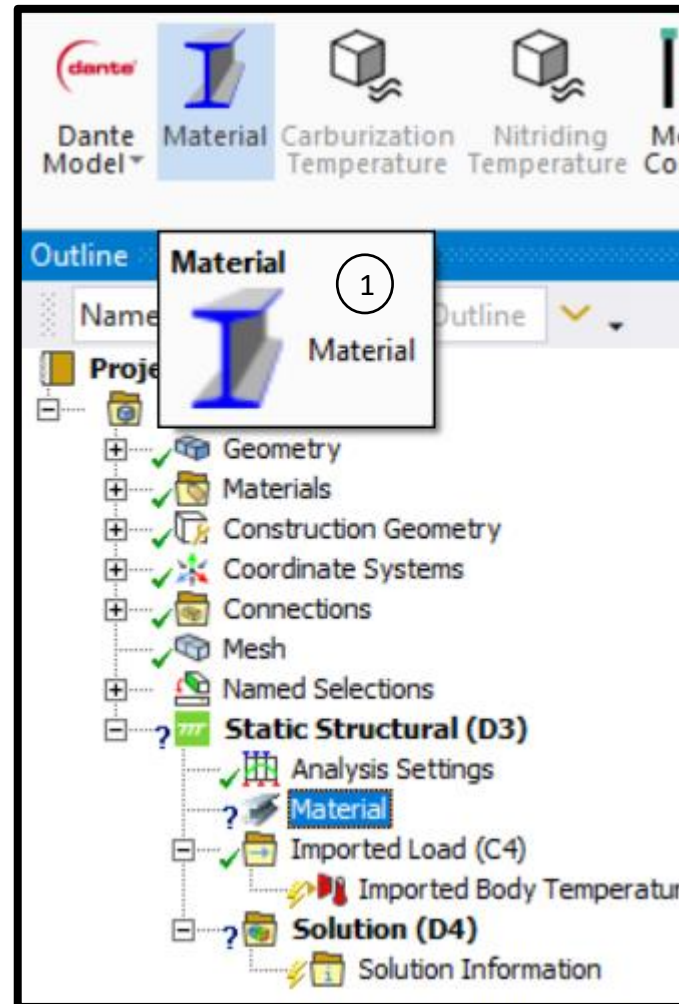 dante
Dante Model
Material
Carburization Temperature
Nitriding Temperature
Outline
Material
1
Material
Name
Outline
Geometry
Materials
Construction Geometry
Coordinate Systems
Connections
Mesh
Named Selections
Static Structural (D3)
Analysis Settings
Material
Imported Load (C4)
Imported Body Temperatur
Solution (D4)
Solution Information